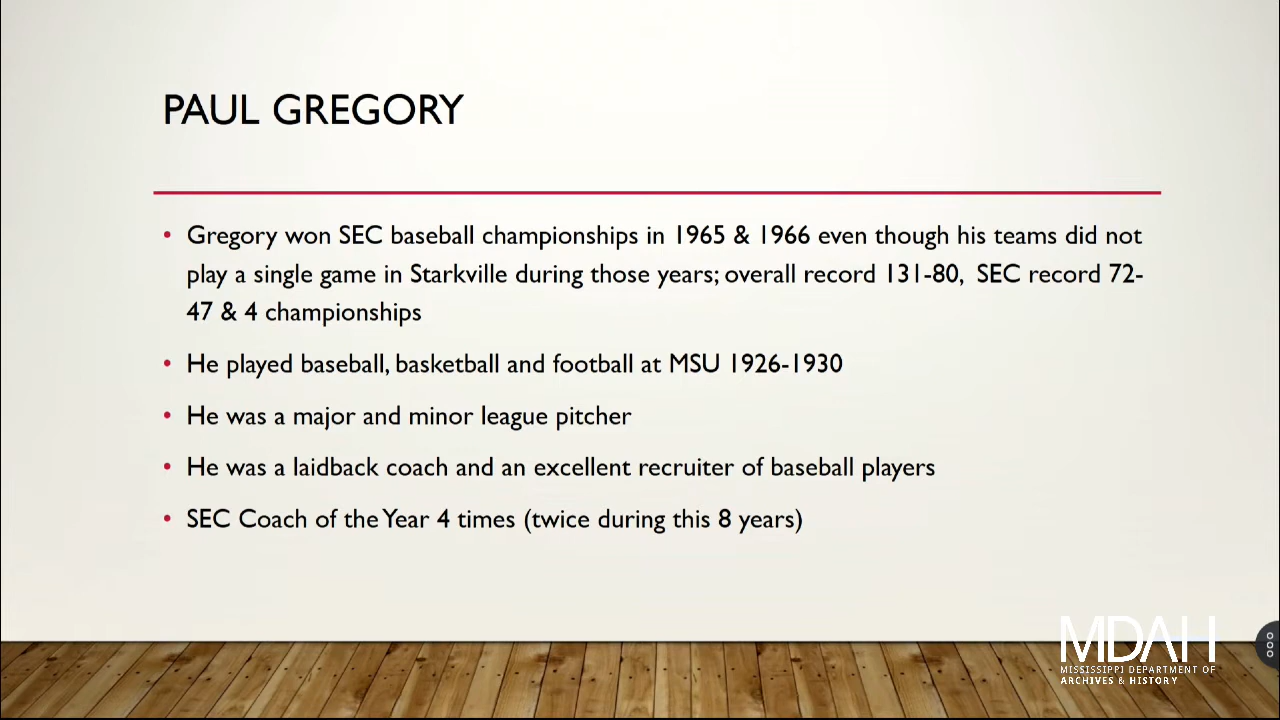 PAUL GREGORY
• Gregory won SEC baseball championships in 1965 & 1966 even though his teams did not
play a single game in Starkville during those years; overall record 131-80, SEC record 72-
47 & 4 championships
• He played baseball, basketball and football at MSU 1926-1930
• He was a major and minor league pitcher
• He was a laidback coach and an excellent recruiter of baseball players
• SEC Coach of the Year 4 times (twice during this 8 years)
MDAH
MISSISSIPPI DEPARTMENT OF
ARCHIVES & HISTORY